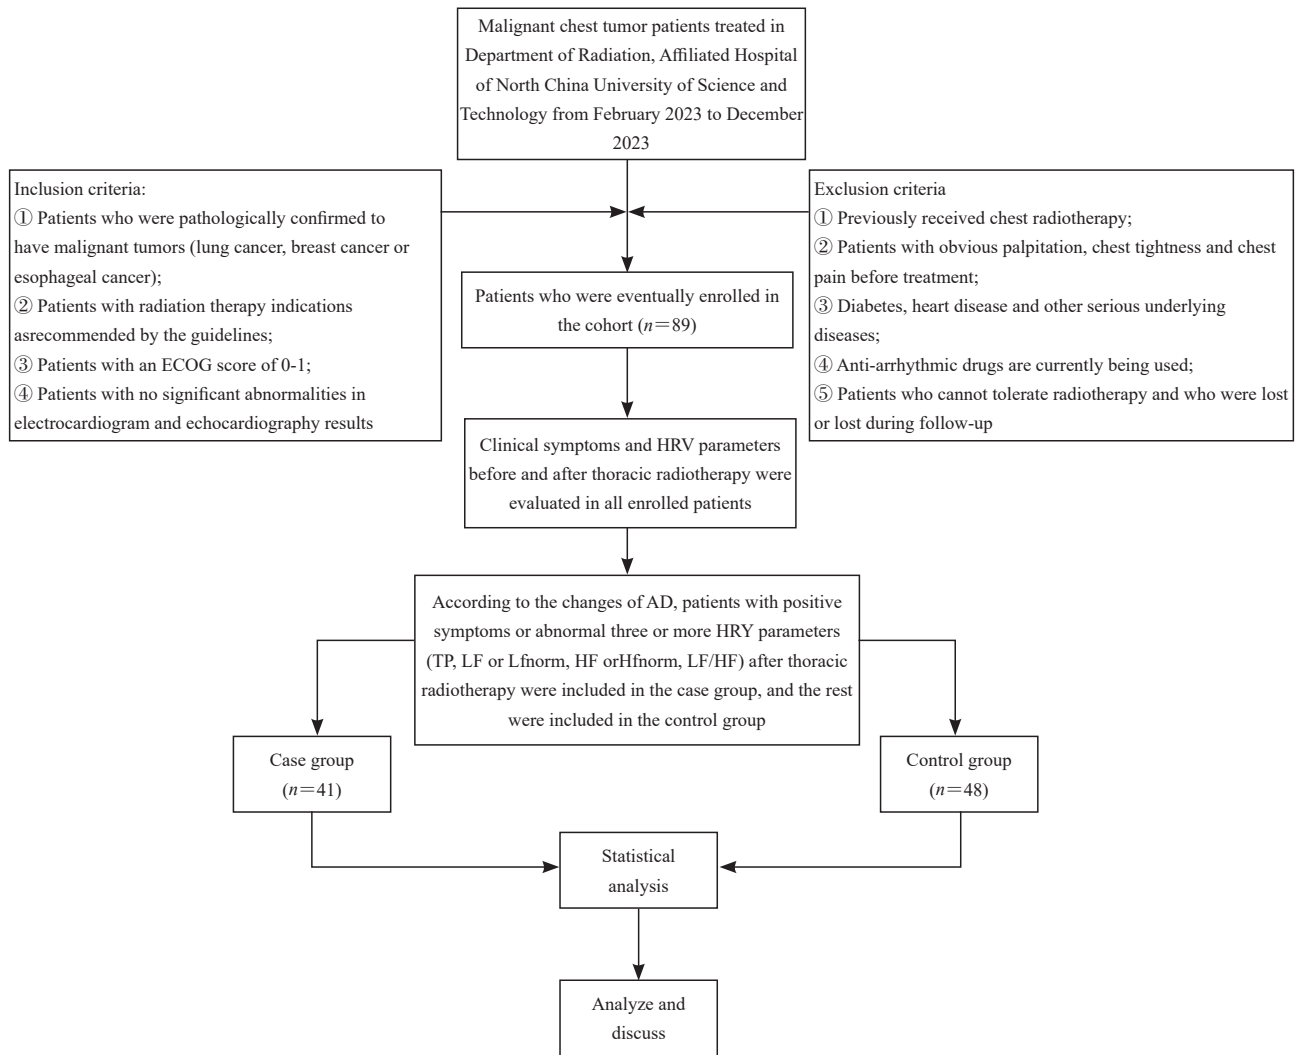 Malignant chest tumor patients treated in
Department of Radiation, Affiliated Hospital
of North China University of Science and
Technology from February 2023 to December
2023
Inclusion criteria:
① Patients who were pathologically confirmed to
have malignant tumors (lung cancer, breast cancer or
esophageal cancer);
② Patients with radiation therapy indications
asrecommended by the guidelines;
③ Patients with an ECOG score of 0-1;
④ Patients with no significant abnormalities in
electrocardiogram and echocardiography results
Exclusion criteria
① Previously received chest radiotherapy;
② Patients with obvious palpitation, chest tightness and chest
pain before treatment;
③ Diabetes, heart disease and other serious underlying
diseases;
④ Anti-arrhythmic drugs are currently being used;
⑤ Patients who cannot tolerate radiotherapy and who were lost
or lost during follow-up
Patients who were eventually enrolled in
the cohort (n=89)
Clinical symptoms and HRV parameters
before and after thoracic radiotherapy were
evaluated in all enrolled patients
According to the changes of AD, patients with positive
symptoms or abnormal three or more HRY parameters
(TP, LF or Lfnorm, HF orHfnorm, LF/HF) after thoracic
radiotherapy were included in the case group, and the rest
were included in the control group
Case group
(n=41)
Control group
(n=48)
Statistical
analysis
Analyze and
discuss